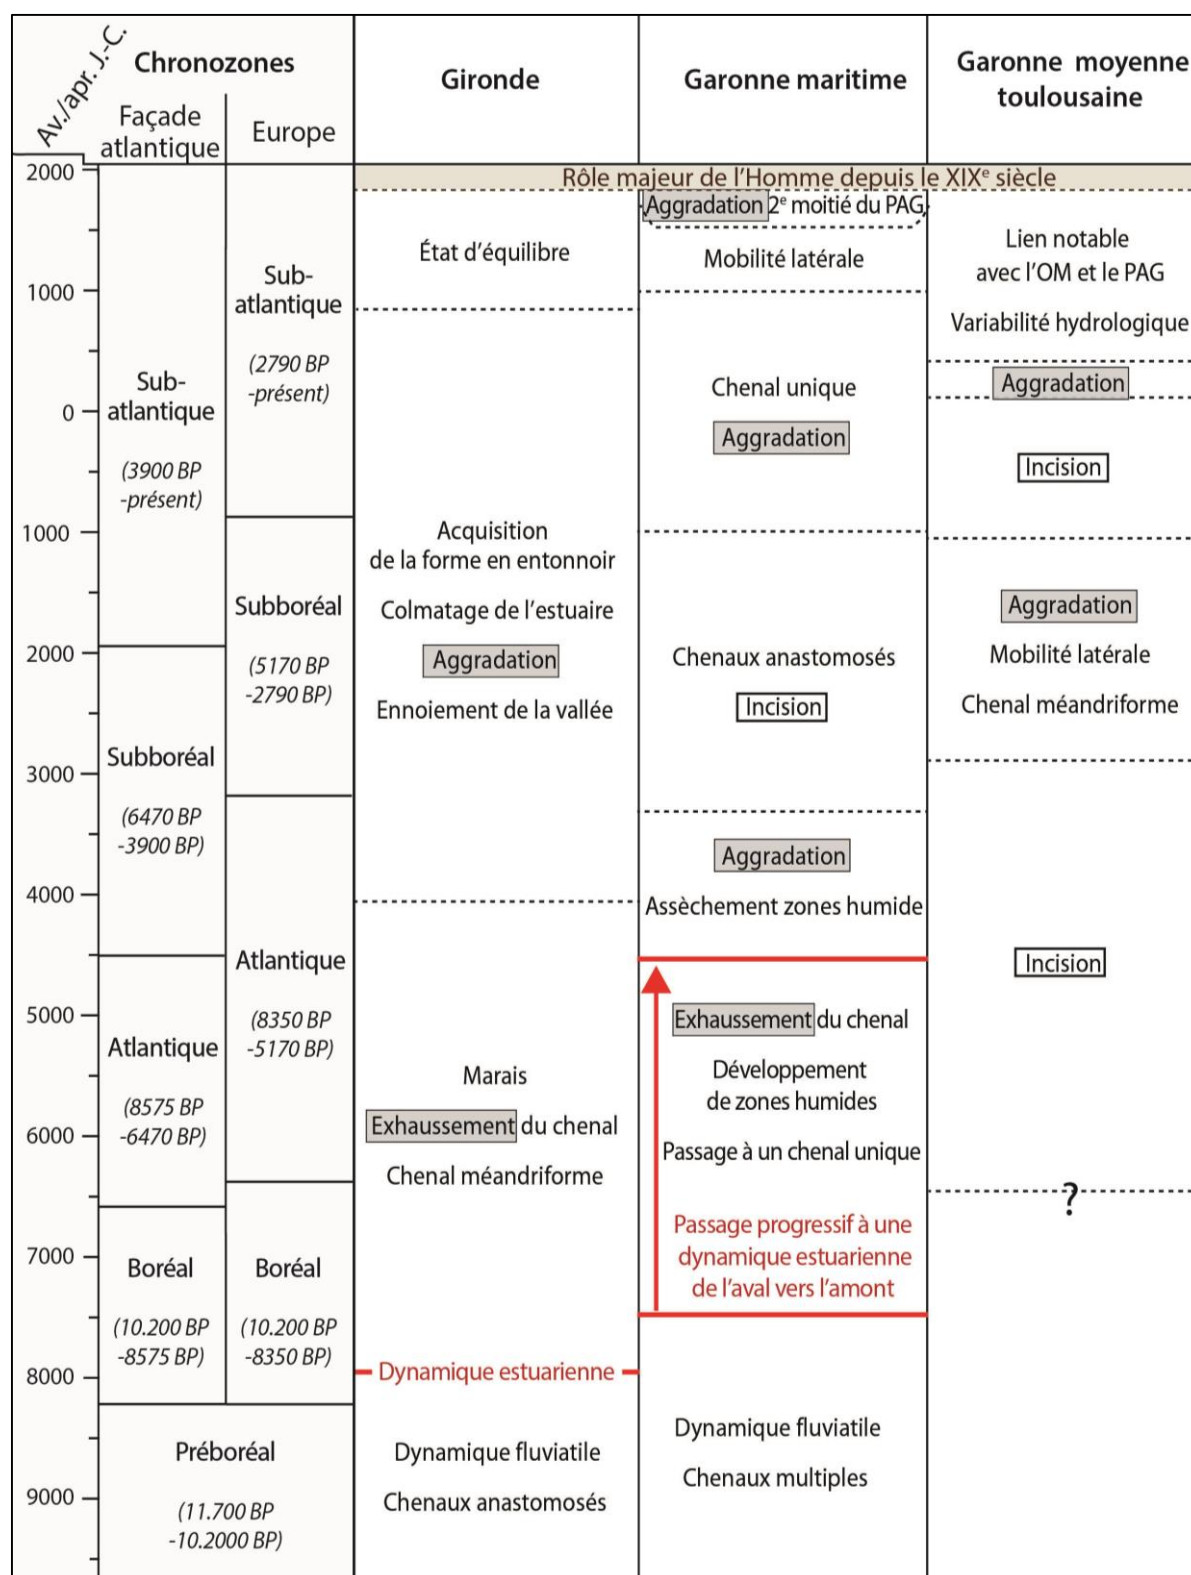 Av./apr. J.-C.
Chronozones
Façade
atlantique
Europe
Gironde
Garonne maritime
Garonne moyenne
toulousaine
2000
1000
0
1000
2000
3000
4000
5000
6000
7000
8000
9000
Sub-
atlantique
(3900 BP
-présent)
Subboréal
(6470 BP
-3900 BP)
Atlantique
(8575 BP
-6470 BP)
Boréal
(10.200 BP
-8575 BP)
Sub-
atlantique
(2790 BP
-présent)
Subboréal
(5170 BP
-2790 BP)
Atlantique
(8350 BP
-5170 BP)
Boréal
(10.200 BP
-8350 BP)
Préboréal
(11.700 BP
-10.2000 BP)
Rôle majeur de l'Homme depuis le XIXe siècle
État d'équilibre
Acquisition
de la forme en entonnoir
Colmatage de l'estuaire
Aggradation
Ennoiement de la vallée
Marais
Exhaussement du chenal
Chenal méandriforme
Dynamique estuarienne
Dynamique fluviatile
Chenaux anastomosés
Aggradation 2e moitié du PAG
Mobilité latérale
Chenal unique
Aggradation
Chenaux anastomosés
Incision
Aggradation
Assèchement zones humide
Exhaussement du chenal
Développement
de zones humides
Passage à un chenal unique
Passage progressif à une
dynamique estuarienne
de l'aval vers l'amont
Dynamique fluviatile
Chenaux multiples
Lien notable
avec l'OM et le PAG
Variabilité hydrologique
Aggradation
Incision
Aggradation
Mobilité latérale
Chenal méandriforme
Incision
?